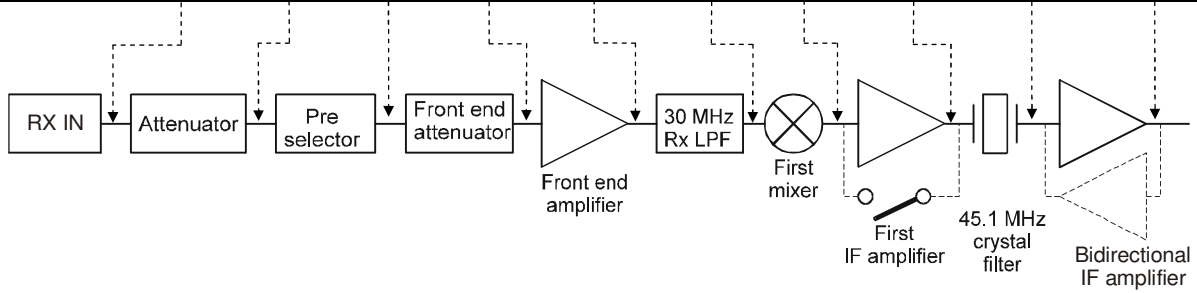 RX IN
Attenuator
Pre
selector
Front end
attenuator
Front end
amplifier
30 MHz
Rx LPF
First
mixer
First
IF amplifier
45.1 MHz
crystal
filter
Bidirectional
IF amplifier